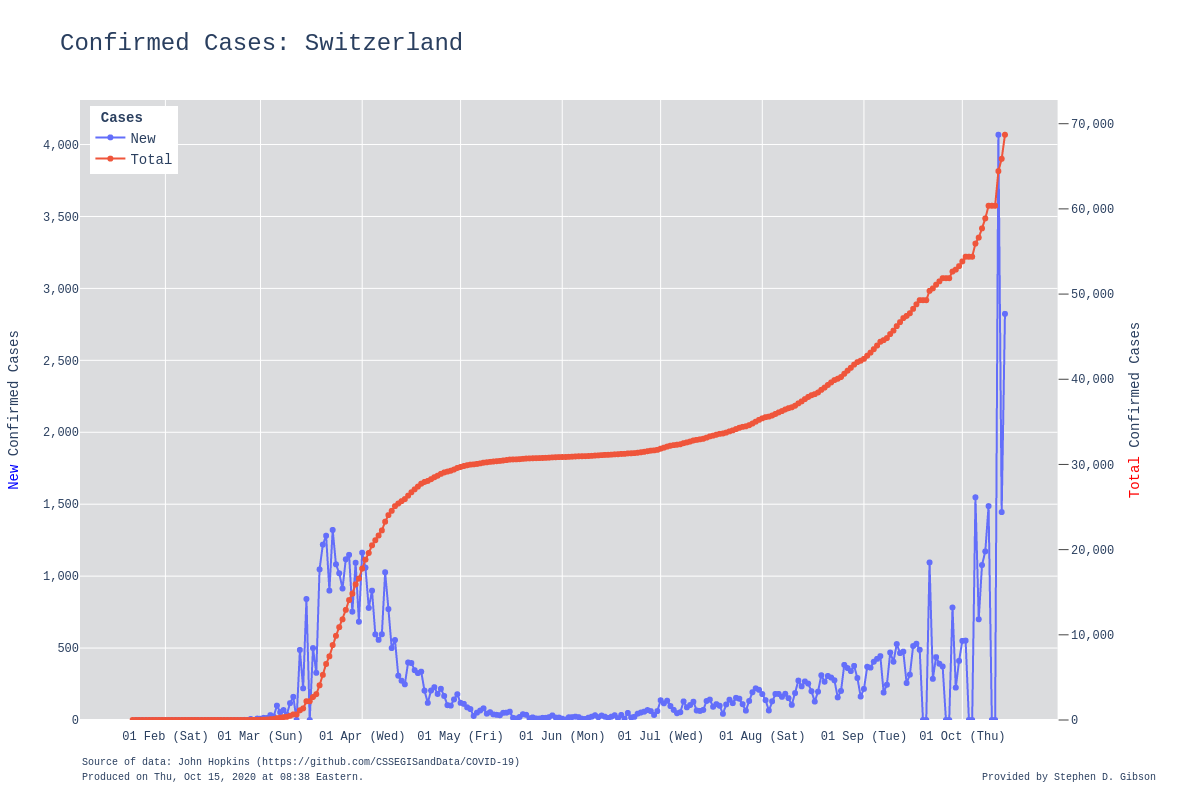 Confirmed Cases: Switzerland
Cases
New
Total
4,000
3,500
3,000
2,500
2,000
1,500
1,000
500
0
New Confirmed Cases
70,000
60,000
50,000
40,000
30,000
20,000
10,000
0
Total Confirmed Cases
01 Feb (Sat) 01 Mar (Sun) 01 Apr (Wed) 01 May (Fri) 01 Jun (Mon) 01 Jul (Wed) 01 Aug (Sat) 01 Sep (Tue) 01 Oct (Thu)
Source of data: John Hopkins (https://github.com/CSSEGISandData/COVID-19)
Produced on Thu, Oct 15, 2020 at 08:38 Eastern.
Provided by Stephen D. Gibson